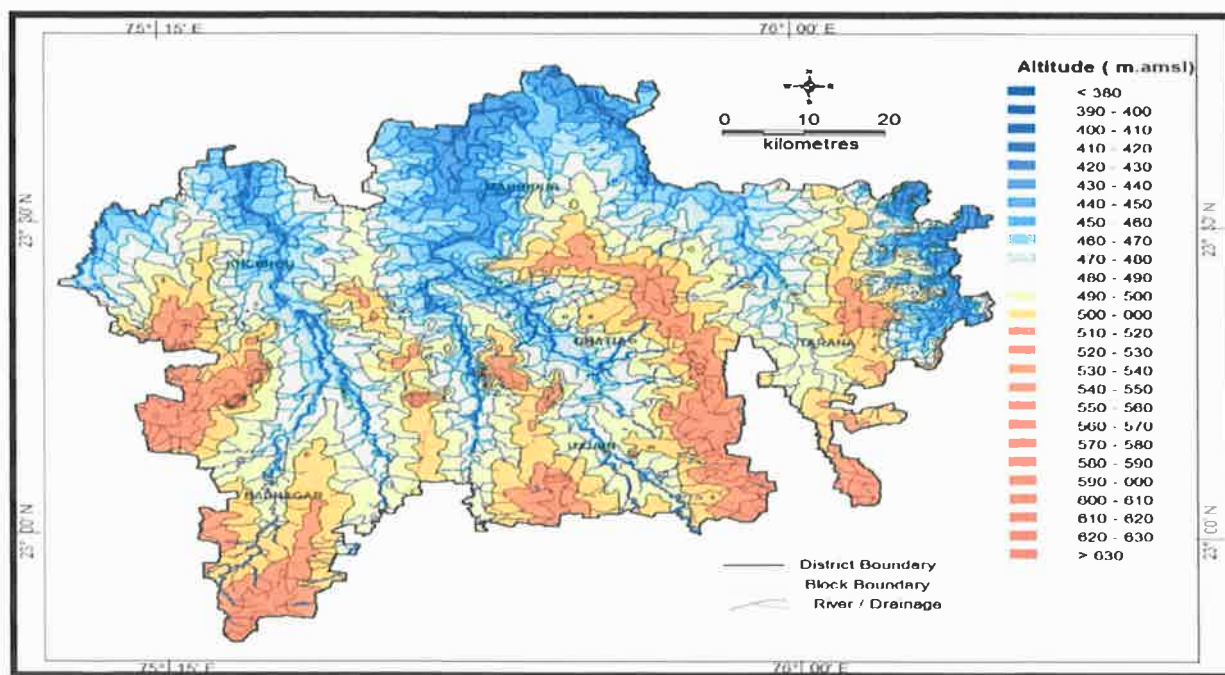 75° 15' E
76° 00' E
Altitude ( m.amsl)
< 380
390 - 400
400 - 410
410 - 420
420 - 430
430 - 440
440 - 450
450 - 460
460 - 470
470 - 480
480 - 490
490 - 500
500 - 000
510 - 520
520 - 530
530 - 540
540 - 550
550 - 560
560 - 570
570 - 580
580 - 590
590 - 000
600 - 610
610 - 620
620 - 630
> 630
0 10 20
kilometres
23° 30' N
TARANA
BADNAGAR
23° 00' N
District Boundary
Block Boundary
River / Drainage
75° 15' E
76° 00' E